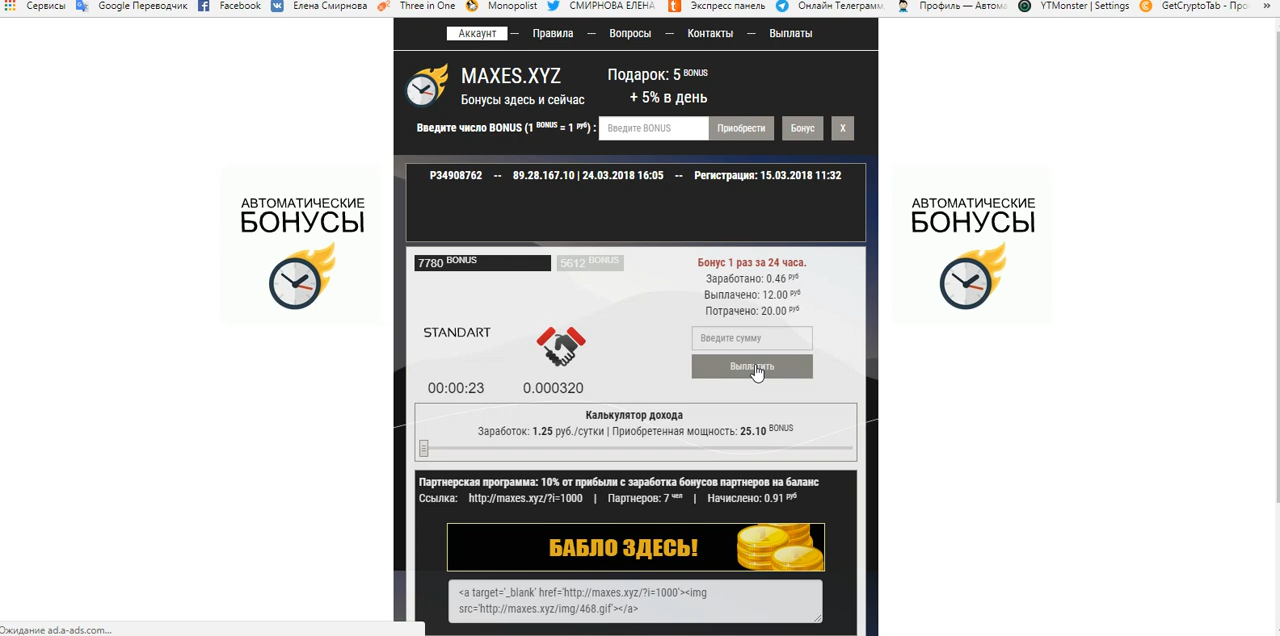 Сервисы Google Переводчик Facebook Елена Смирнова Three in One Monopolist СМИРНОВА ЕЛЕНА Экспресс панель Онлайн Телеграмм Профиль — Автома YTMonster | Settings GetCryptoTab - Про »
Аккаунт — Правила — Вопросы — Контакты — Выплаты
MAXES.XYZ
Бонусы здесь и сейчас
Подарок: 5 BONUS
+ 5% в день
Введите число BONUS (1 BONUS = 1 руб) : Введите BONUS Приобрести Бонус X
P34908762 -- 89.28.167.10 | 24.03.2018 16:05 -- Регистрация: 15.03.2018 11:32
АВТОМАТИЧЕСКИЕ
БОНУСЫ
АВТОМАТИЧЕСКИЕ
БОНУСЫ
7780 BONUS 5612 BONUS
Бонус 1 раз за 24 часа.
Заработано: 0.46 руб
Выплачено: 12.00 руб
Потрачено: 20.00 руб
Введите сумму
Выплатить
STANDART
00:00:23 0.000320
Калькулятор дохода
Заработок: 1.25 руб./сутки | Приобретенная мощность: 25.10 BONUS
Партнерская программа: 10% от прибыли с заработка бонусов партнеров на баланс
Ссылка: http://maxes.xyz/?i=1000 | Партнеров: 7 чел | Начислено: 0.91 руб
БАБЛО ЗДЕСЬ!
<a target='_blank' href='http://maxes.xyz/?i=1000'><img
src='http://maxes.xyz/img/468.gif'></a>
Ожидание ad.a-ads.com...